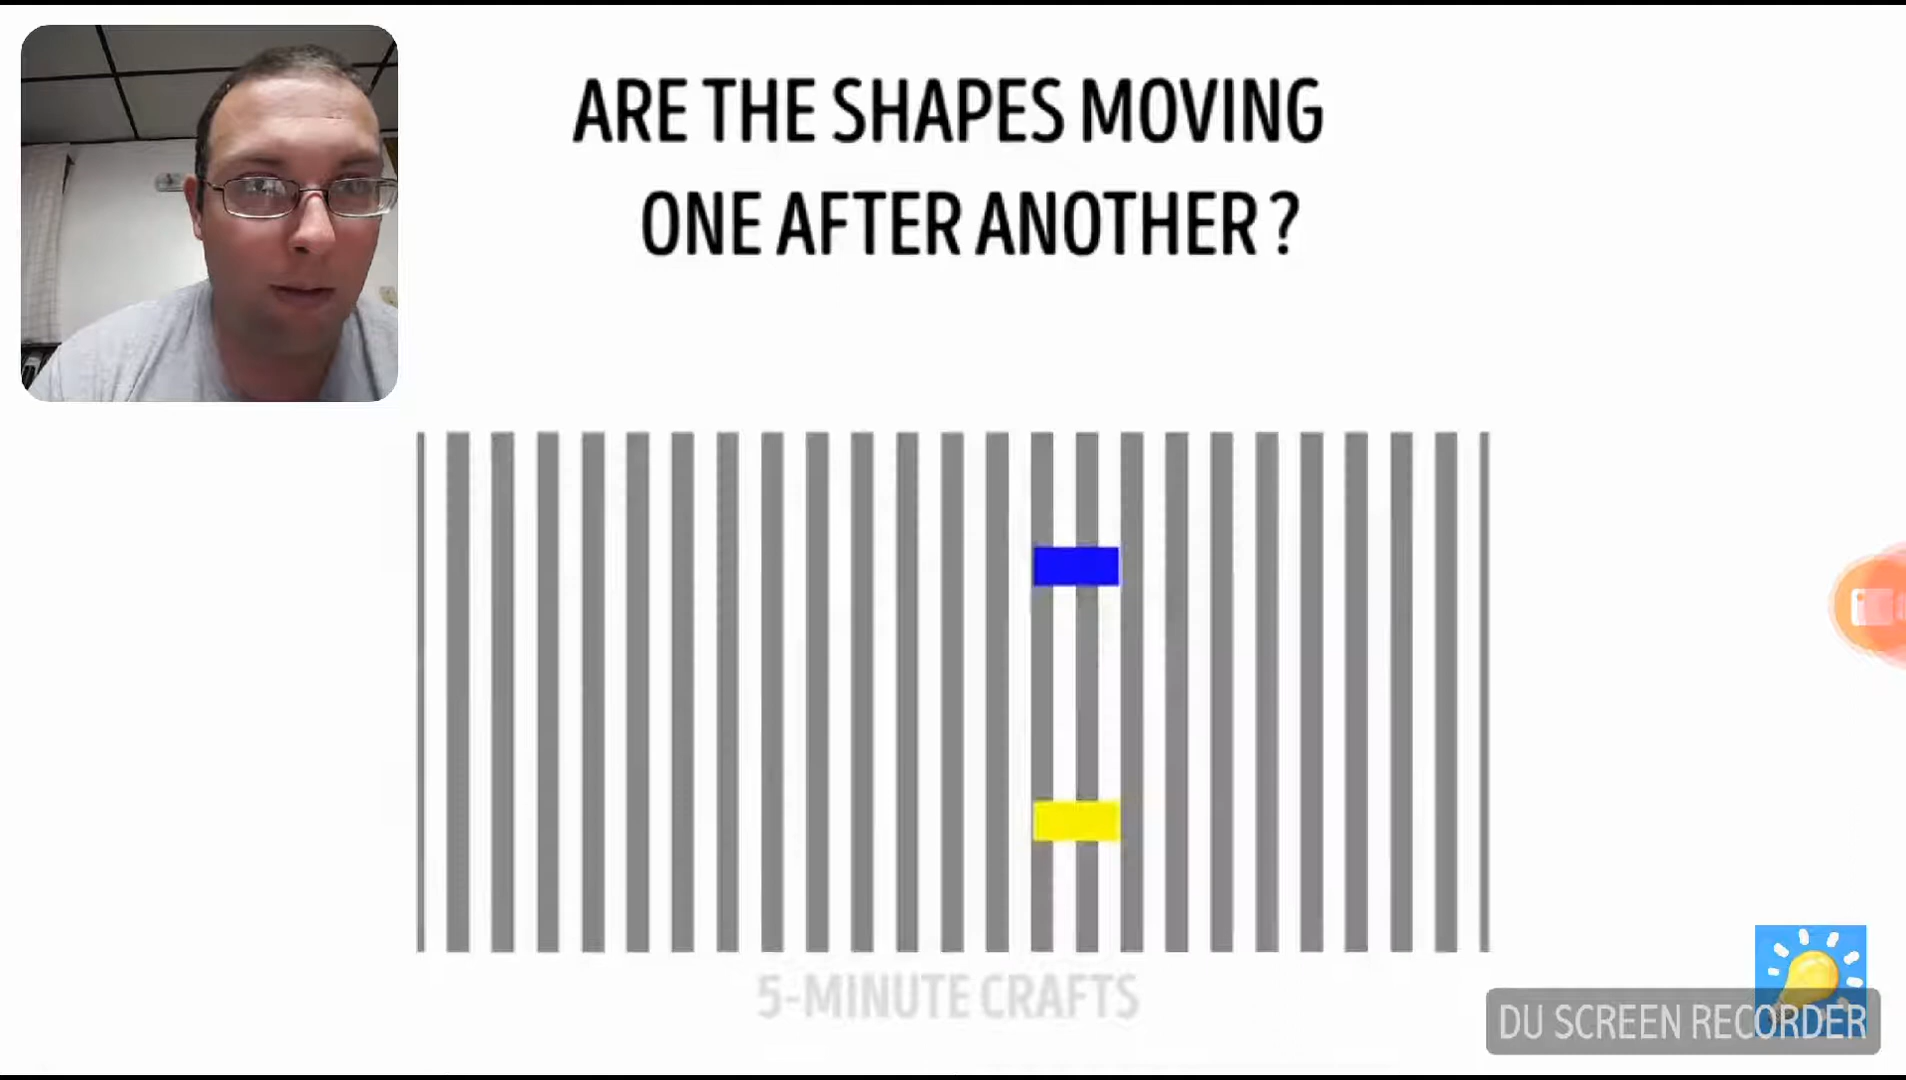 ARE THE SHAPES MOVING
ONE AFTER ANOTHER?
5-MINUTE CRAFTS
DU SCREEN RECORDER